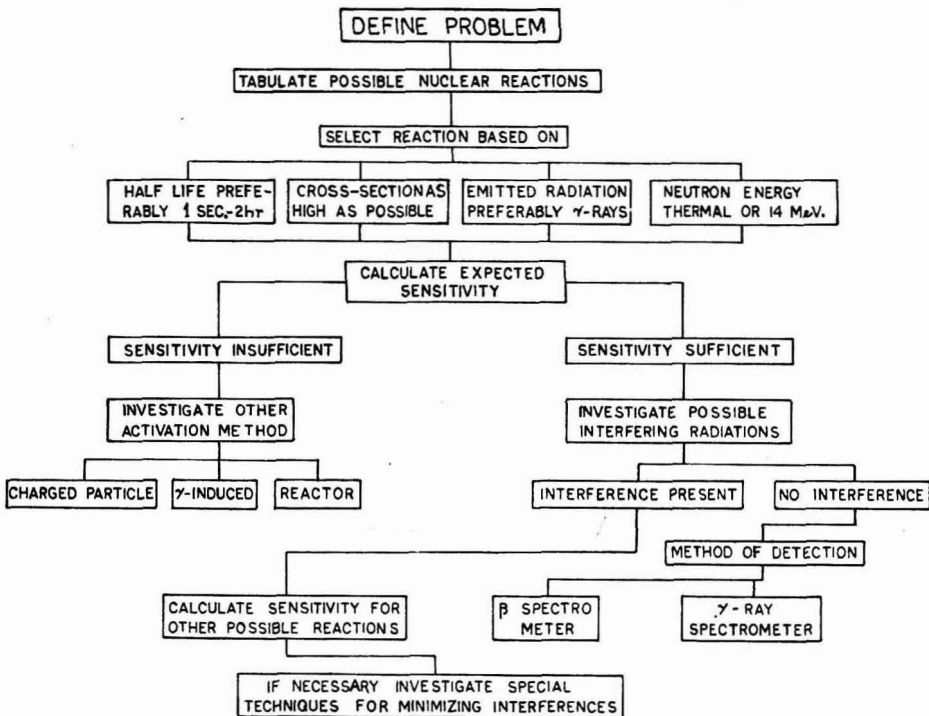 DEFINE PROBLEM
TABULATE POSSIBLE NUCLEAR REACTIONS
SELECT REACTION BASED ON
HALF LIFE PREFE-
RABLY 1 SEC.-2hr
CROSS-SECTION AS
HIGH AS POSSIBLE
EMITTED RADIATION
PREFERABLY γ-RAYS
NEUTRON ENERGY
THERMAL OR 14 MeV.
CALCULATE EXPECTED
SENSITIVITY
SENSITIVITY INSUFFICIENT
SENSITIVITY SUFFICIENT
INVESTIGATE OTHER
ACTIVATION METHOD
INVESTIGATE POSSIBLE
INTERFERING RADIATIONS
CHARGED PARTICLE
γ-INDUCED
REACTOR
INTERFERENCE PRESENT
NO INTERFERENCE
METHOD OF DETECTION
CALCULATE SENSITIVITY FOR
OTHER POSSIBLE REACTIONS
β SPECTRO
METER
γ-RAY
SPECTROMETER
IF NECESSARY INVESTIGATE SPECIAL
TECHNIQUES FOR MINIMIZING INTERFERENCES